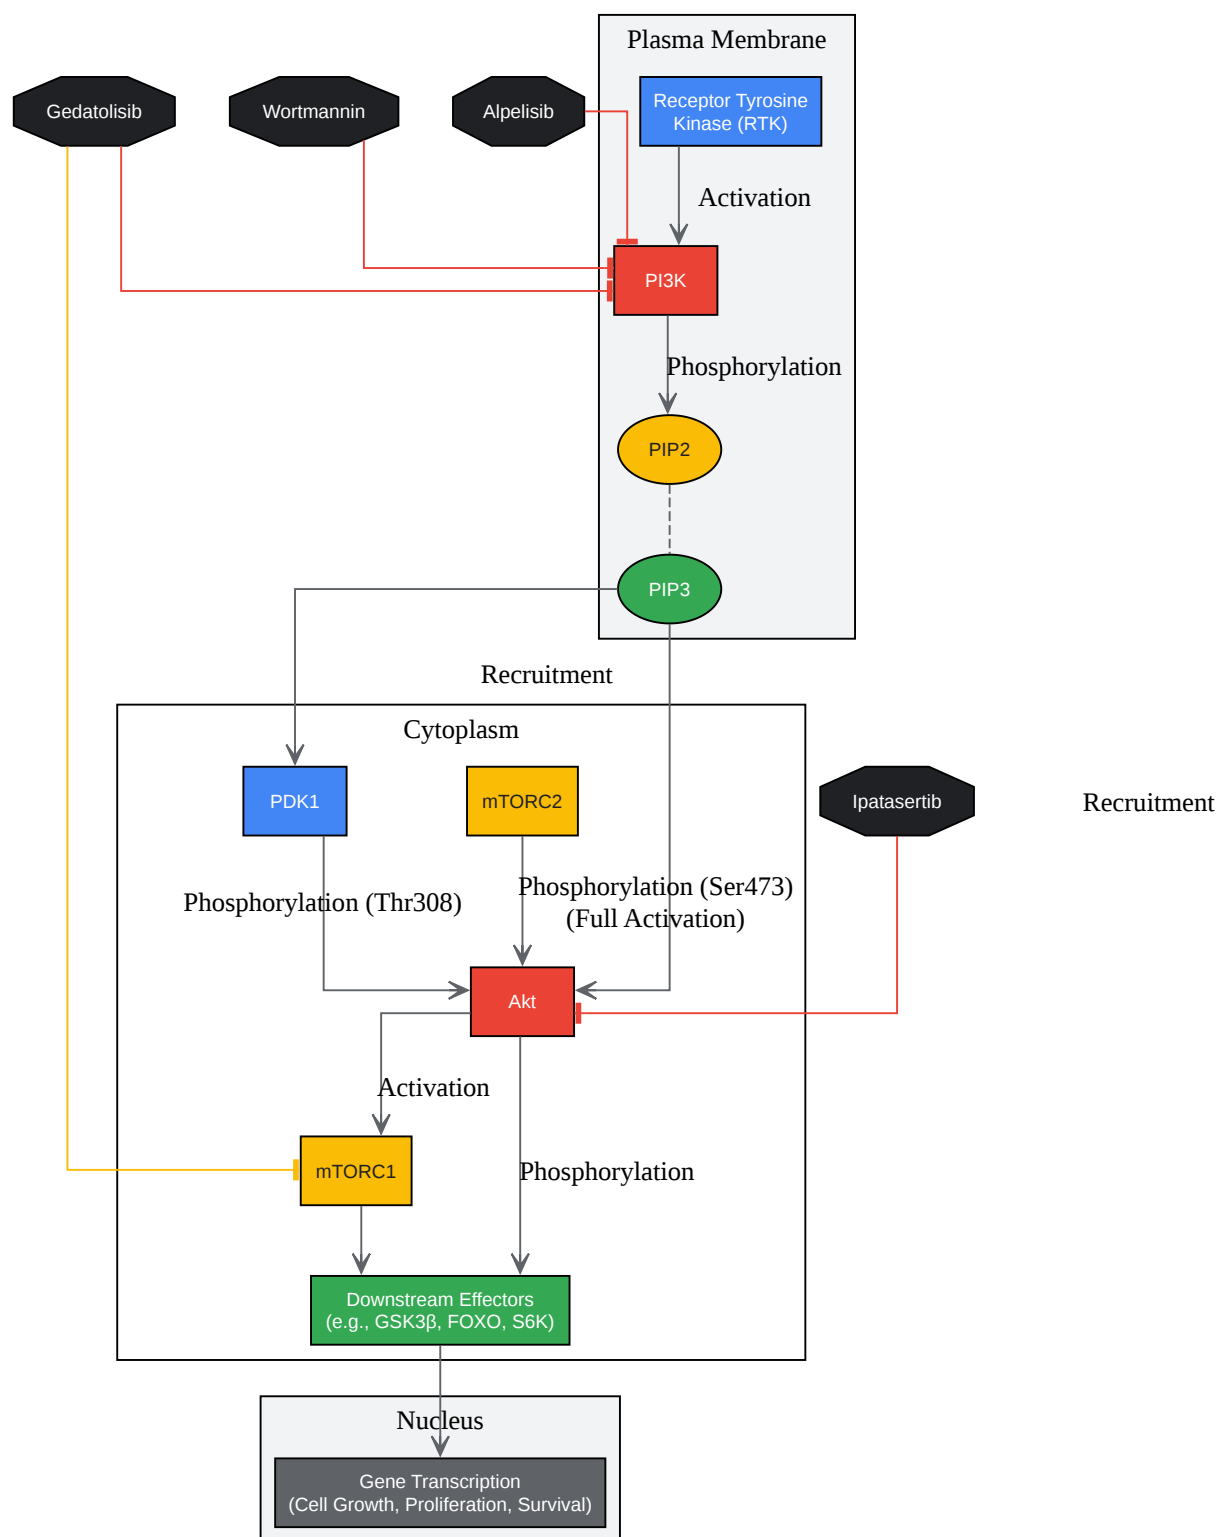 Plasma Membrane
Gedatolisib
Wortmannin
Alpelisib
Receptor Tyrosine
Kinase (RTK)
Activation
PI3K
Phosphorylation
PIP2
PIP3
Recruitment
Cytoplasm
PDK1
mTORC2
Ipatasertib
Recruitment
Phosphorylation (Thr308)
Phosphorylation (Ser473)
(Full Activation)
Akt
Activation
mTORC1
Phosphorylation
Downstream Effectors
(e.g., GSK3β, FOXO, S6K)
Nucleus
Gene Transcription
(Cell Growth, Proliferation, Survival)